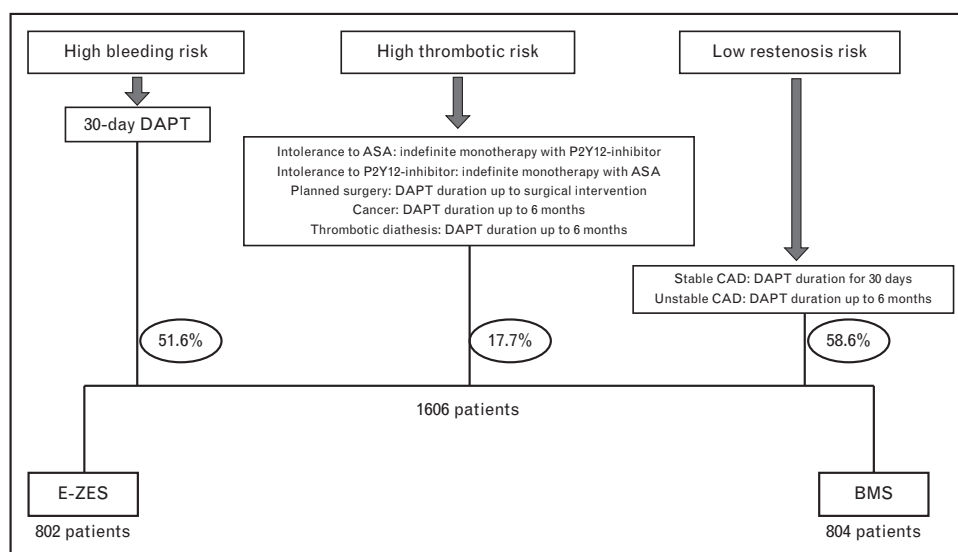 High bleeding risk
High thrombotic risk
Low restenosis risk
30-day DAPT
Intolerance to ASA: indefinite monotherapy with P2Y12-inhibitor
Intolerance to P2Y12-inhibitor: indefinite monotherapy with ASA
Planned surgery: DAPT duration up to surgical intervention
Cancer: DAPT duration up to 6 months
Thrombotic diathesis: DAPT duration up to 6 months
Stable CAD: DAPT duration for 30 days
Unstable CAD: DAPT duration up to 6 months
51.6%
17.7%
58.6%
1606 patients
E-ZES
BMS
802 patients
804 patients